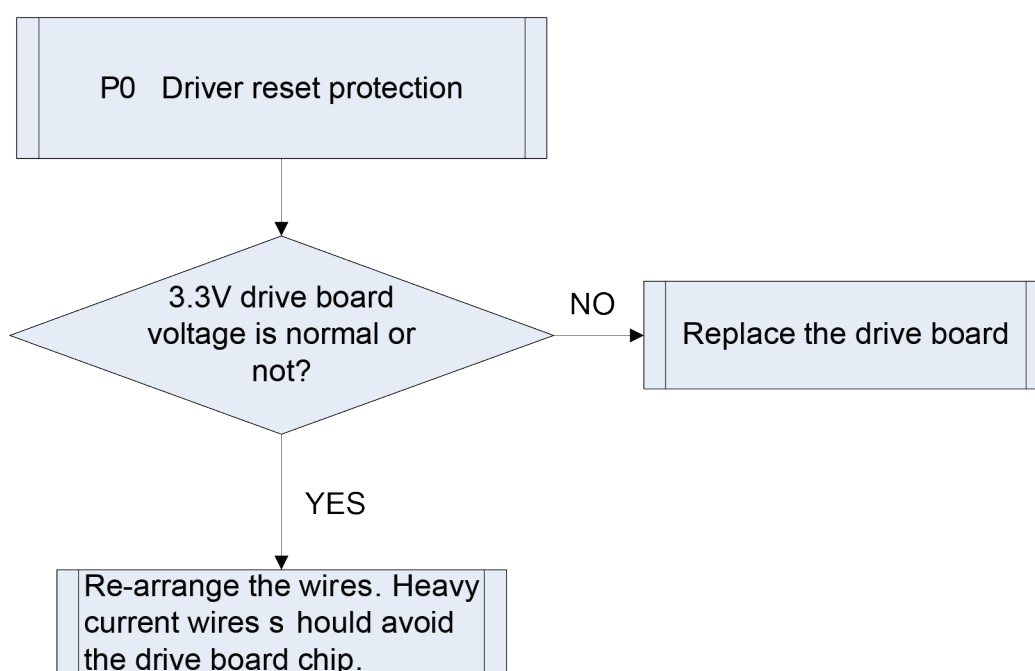 P0 Driver reset protection
3.3V drive board
voltage is normal or
not?
NO
Replace the drive board
YES
Re-arrange the wires. Heavy
current wires s hould avoid
the drive board chip.